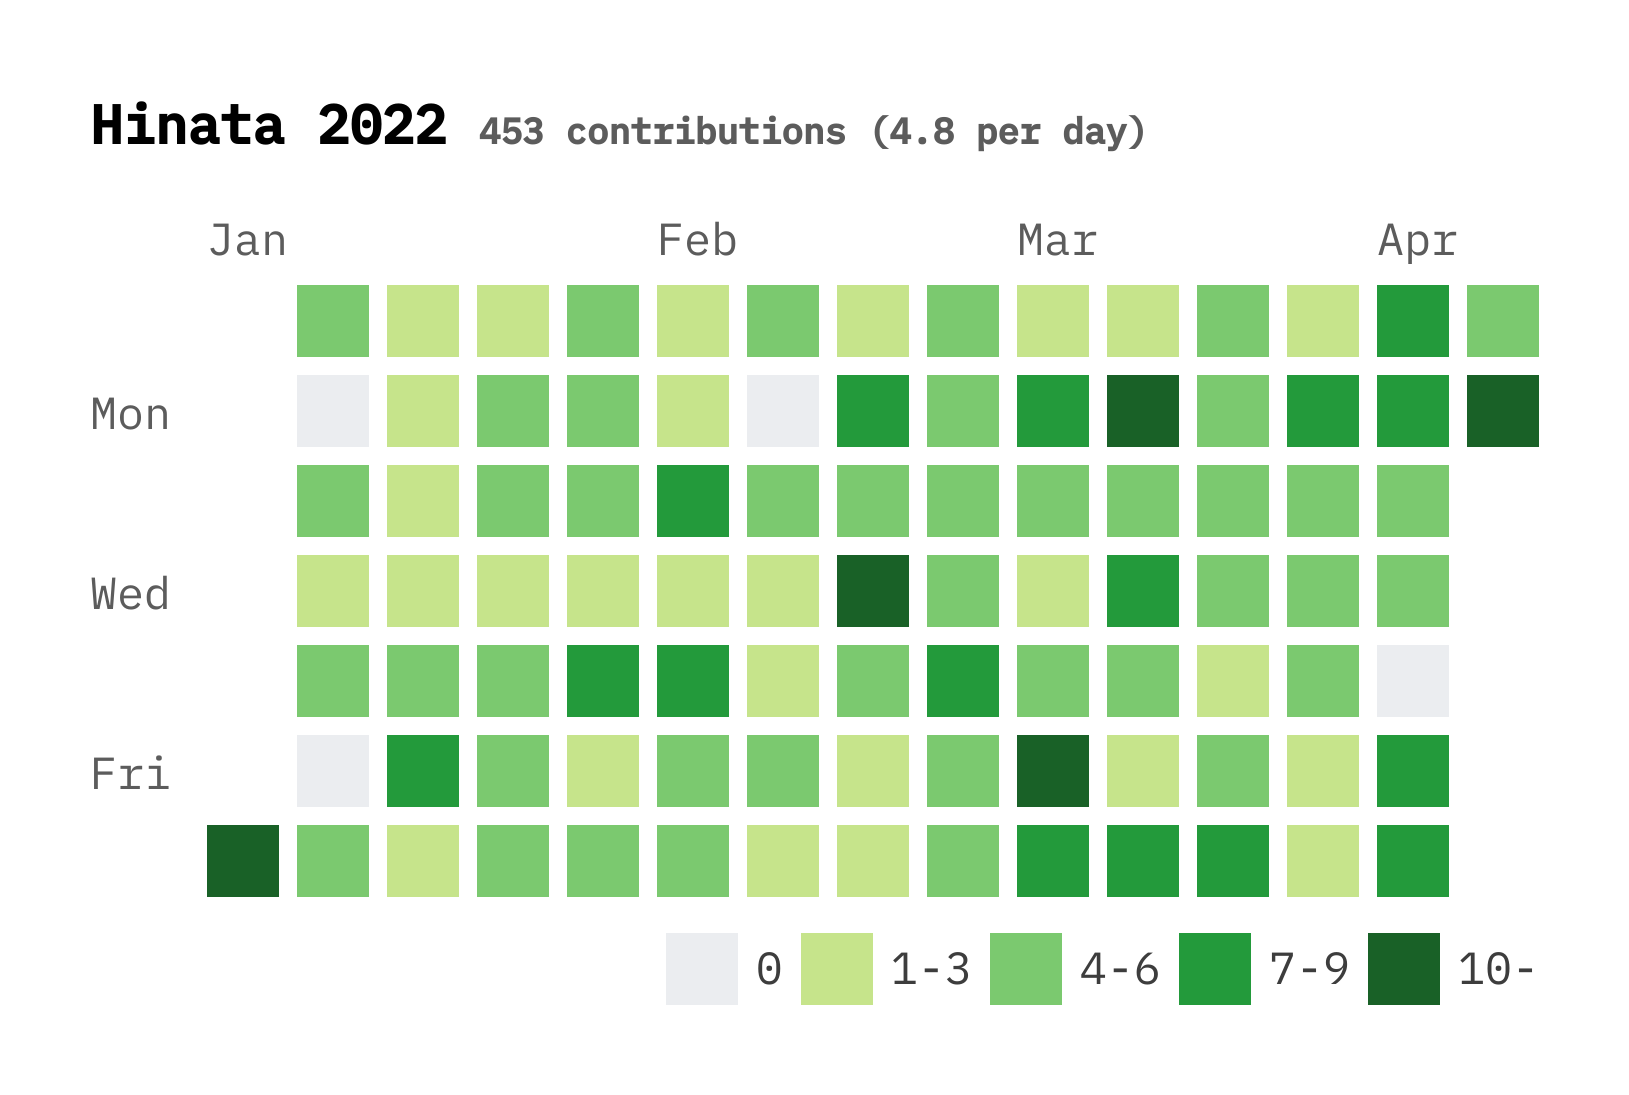 Hinata 2022 453 contributions (4.8 per day)
Jan Feb Mar Apr
Mon
Wed
Fri
0 1-3 4-6 7-9 10-